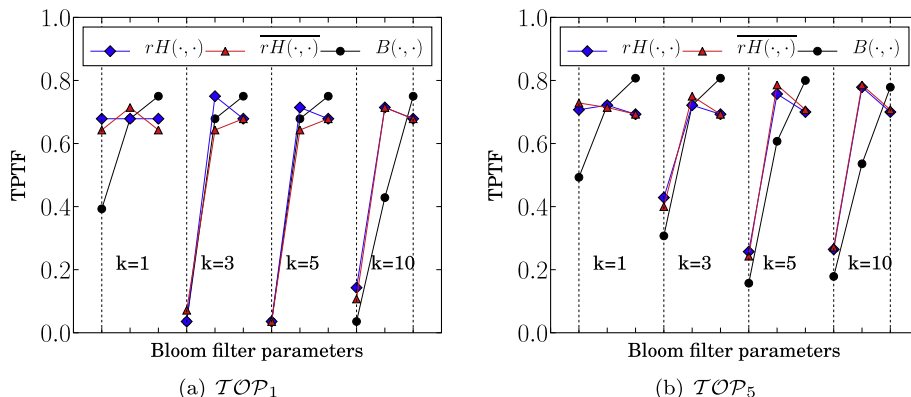 1.0
0.8
0.6
0.4
0.2
0.0
TPTF
rH(·,·) \overline{rH(·,·)} B(·,·)
k=1 k=3 k=5 k=10
Bloom filter parameters
(a) 𝒯𝒪𝒫₁
1.0
0.8
0.6
0.4
0.2
0.0
TPTF
rH(·,·) \overline{rH(·,·)} B(·,·)
k=1 k=3 k=5 k=10
Bloom filter parameters
(b) 𝒯𝒪𝒫₅